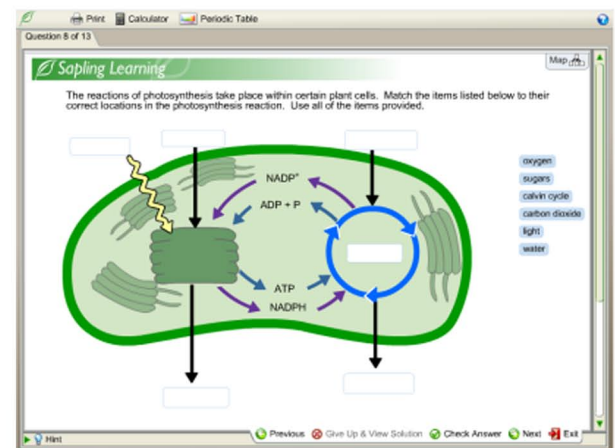 Print Calculator Periodic Table
Question 8 of 13
Map
Sapling Learning
The reactions of photosynthesis take place within certain plant cells. Match the items listed below to their
correct locations in the photosynthesis reaction. Use all of the items provided.
NADP+
ADP + P
ATP
NADPH
oxygen
sugars
calvin cycle
carbon dioxide
light
water
Hint
Previous Give Up & View Solution Check Answer Next Exit